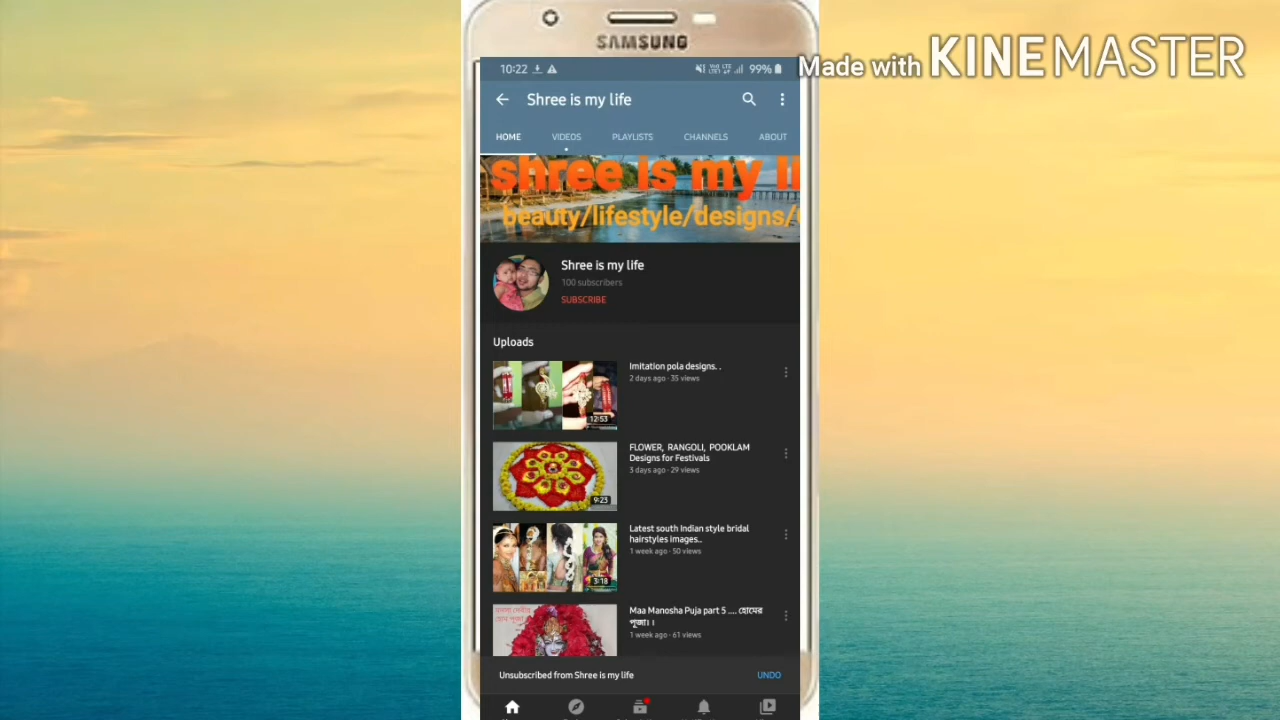 SAMSUNG
Made with KINEMASTER
10:22 99%
Shree is my life
HOME VIDEOS PLAYLISTS CHANNELS ABOUT
shree is my
beauty/lifestyle/designs/
Shree is my life
100 subscribers
SUBSCRIBE
Uploads
Imitation pola designs. .
2 days ago · 35 views
12:53
FLOWER, RANGOLI, POOKLAM
Designs for Festivals
3 days ago · 29 views
9:23
Latest south Indian style bridal
hairstyles images..
1 week ago · 50 views
3:18
Maa Manosha Puja part 5 .... হোমের
পূজা।।
1 week ago · 61 views
Unsubscribed from Shree is my life UNDO